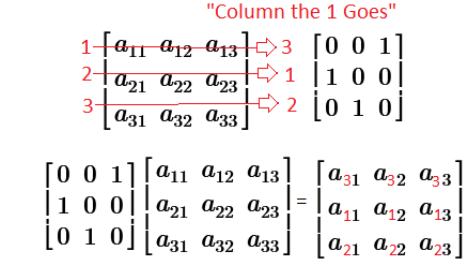 "Column the 1 Goes"
1 a11 a12 a13 3 0 0 1
2 a21 a22 a23 1 1 0 0
3 a31 a32 a33 2 0 1 0
0 0 1 a11 a12 a13 a31 a32 a33
1 0 0 a21 a22 a23 = a11 a12 a13
0 1 0 a31 a32 a33 a21 a22 a23